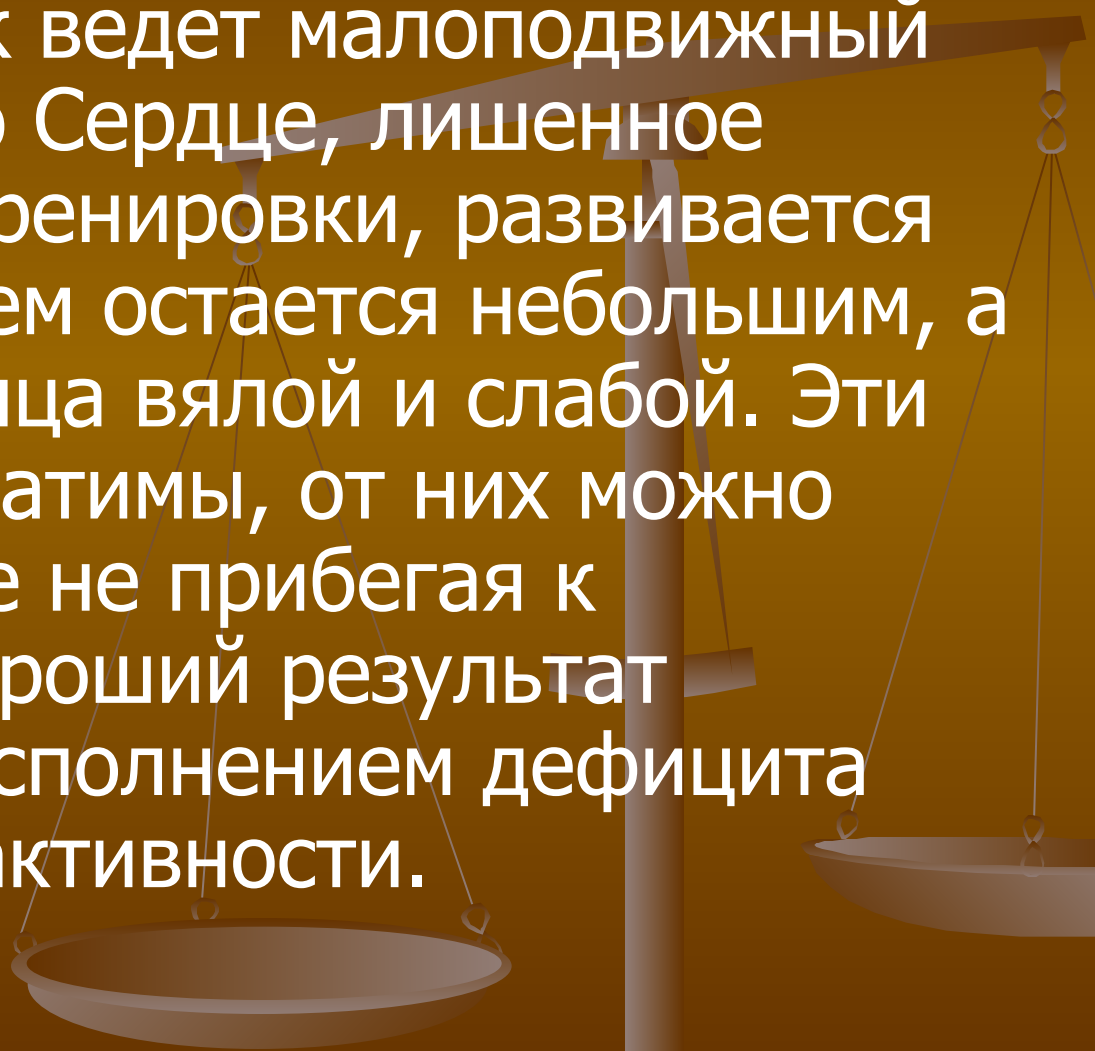 к ведет малоподвижный
о Сердце, лишенное
ренировки, развивается
ем остается небольшим, а
ица вялой и слабой. Эти
атимы, от них можно
е не прибегая к
роший результат
сполнением дефицита
активности.